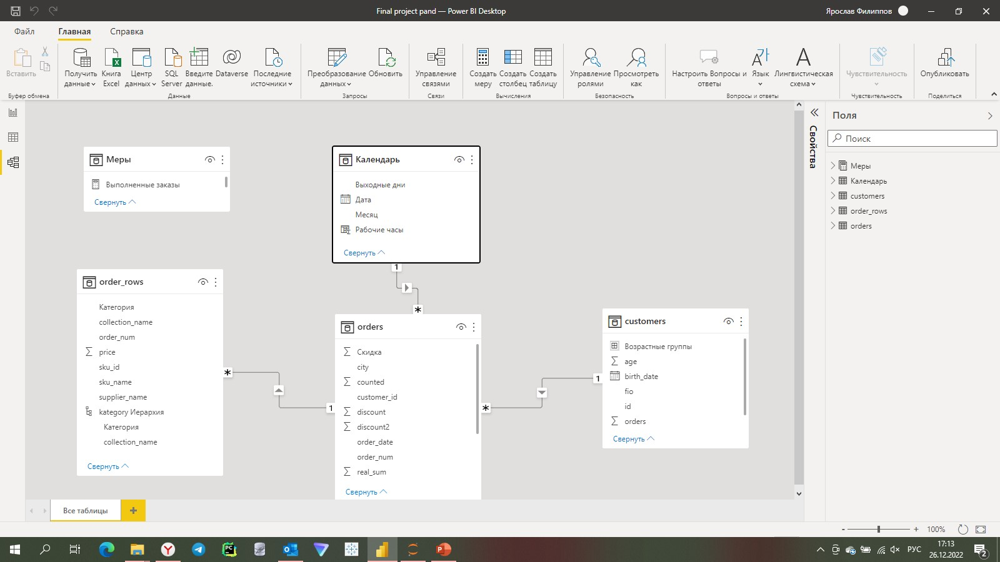 Final project pand — Power BI Desktop
Ярослав Филиппов
Файл
Главная
Справка
Вставить
Получить
данные
Книга
Excel
Центр
данных
SQL
Server
Введите
данные.
Dataverse
Последние
источники
Преобразование
данных
Обновить
Управление
связями
Создать
меру
Создать
столбец
Создать
таблицу
Управление
ролями
Просмотреть
как
Настроить Вопросы и
ответы
Язык
Лингвистическая
схема
Чувствительность
Опубликовать
Буфер обмена
Данные
Запросы
Связи
Вычисления
Безопасность
Вопросы и ответы
Чувствительность
Поделиться
Меры
Выполненные заказы
Свернуть
Календарь
Выходные дни
Дата
Месяц
Рабочие часы
Свернуть
1
*
order_rows
Категория
collection_name
order_num
price
sku_id
sku_name
supplier_name
kategory Иерархия
Категория
collection_name
Свернуть
*
1
orders
Скидка
city
counted
customer_id
discount
discount2
order_date
order_num
real_sum
Свернуть
*
1
customers
Возрастные группы
age
birth_date
fio
id
orders
Свернуть
Свойства
Поля
Поиск
Меры
Календарь
customers
order_rows
orders
Все таблицы
+
- + 100%
PC
РУС
17:13
26.12.2022
2